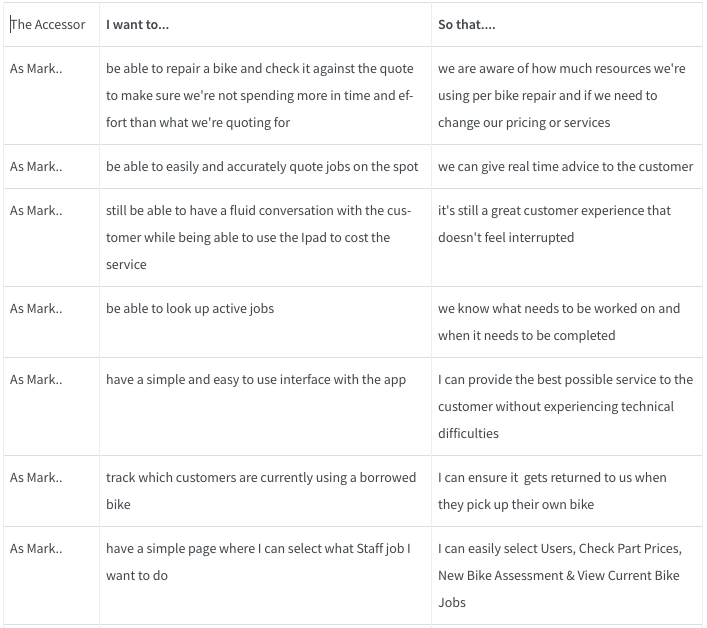 The Accessor I want to... So that....
As Mark.. be able to repair a bike and check it against the quote we are aware of how much resources we're
to make sure we're not spending more in time and ef- using per bike repair and if we need to
fort than what we're quoting for change our pricing or services
As Mark.. be able to easily and accurately quote jobs on the spot we can give real time advice to the customer
As Mark.. still be able to have a fluid conversation with the cus- it's still a great customer experience that
tomer while being able to use the Ipad to cost the doesn't feel interrupted
service
As Mark.. be able to look up active jobs we know what needs to be worked on and
when it needs to be completed
As Mark.. have a simple and easy to use interface with the app I can provide the best possible service to the
customer without experiencing technical
difficulties
As Mark.. track which customers are currently using a borrowed I can ensure it gets returned to us when
bike they pick up their own bike
As Mark.. have a simple page where I can select what Staff job I I can easily select Users, Check Part Prices,
want to do New Bike Assessment & View Current Bike
Jobs